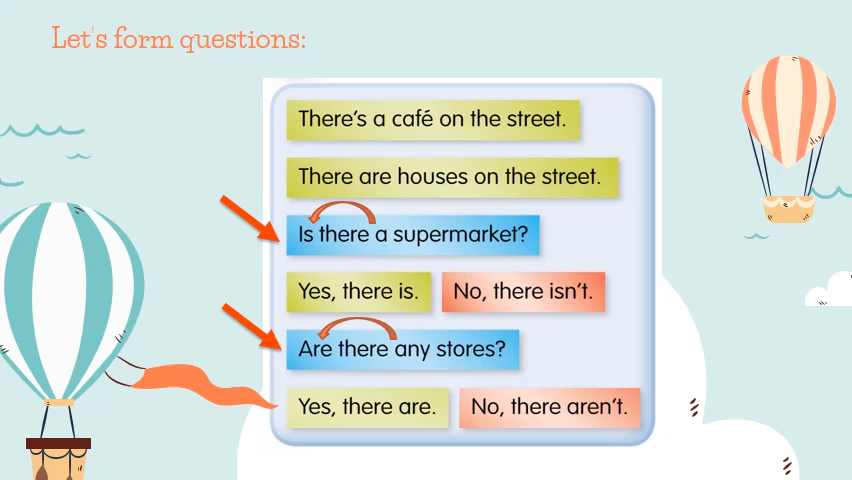 Let's form questions:
There's a café on the street.
There are houses on the street.
Is there a supermarket?
Yes, there is. No, there isn't.
Are there any stores?
Yes, there are. No, there aren't.